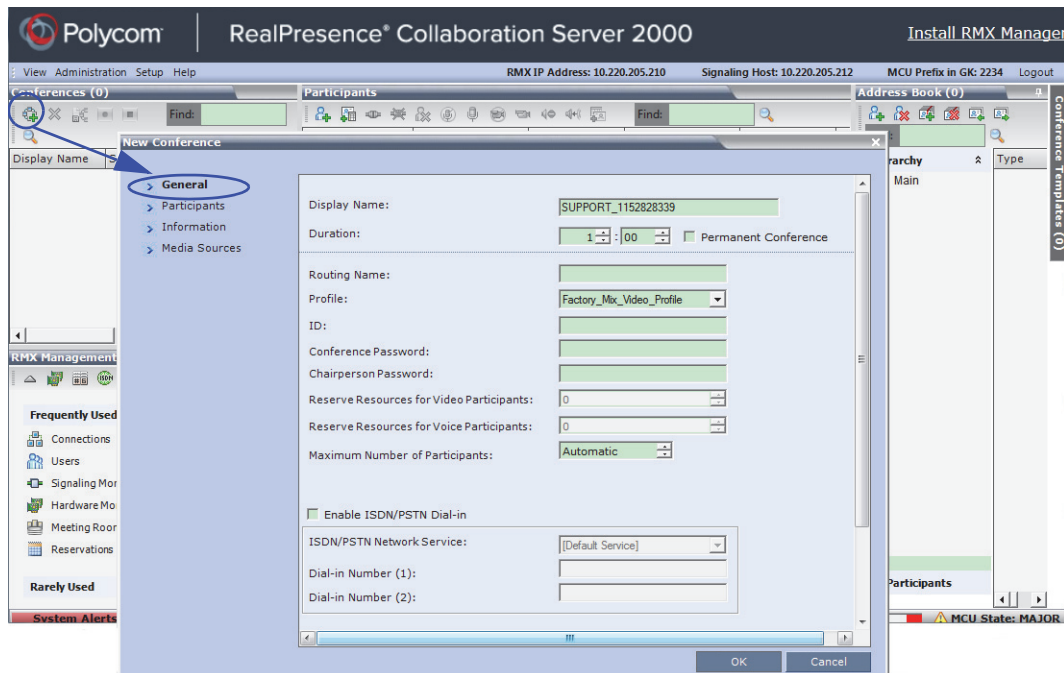 Polycom
RealPresence® Collaboration Server 2000
Install RMX Manager
View Administration Setup Help
RMX IP Address: 10.220.205.210
Signaling Host: 10.220.205.212
MCU Prefix in GK: 2234
Logout
Conferences (0)
Participants
Address Book (0)
Find:
Find:
Display Name
Type
Main
Conference Templates (0)
New Conference
General
Participants
Information
Media Sources
Display Name: SUPPORT_1152828339
Duration: 1 : 00 Permanent Conference
Routing Name:
Profile: Factory_Mix_Video_Profile
ID:
Conference Password:
Chairperson Password:
Reserve Resources for Video Participants: 0
Reserve Resources for Voice Participants: 0
Maximum Number of Participants: Automatic
Enable ISDN/PSTN Dial-in
ISDN/PSTN Network Service: [Default Service]
Dial-in Number (1):
Dial-in Number (2):
OK
Cancel
RMX Management
ISDN
Frequently Used
Connections
Users
Signaling Mor
Hardware Mo
Meeting Roor
Reservations
Rarely Used
System Alerts
Participants
MCU State: MAJOR